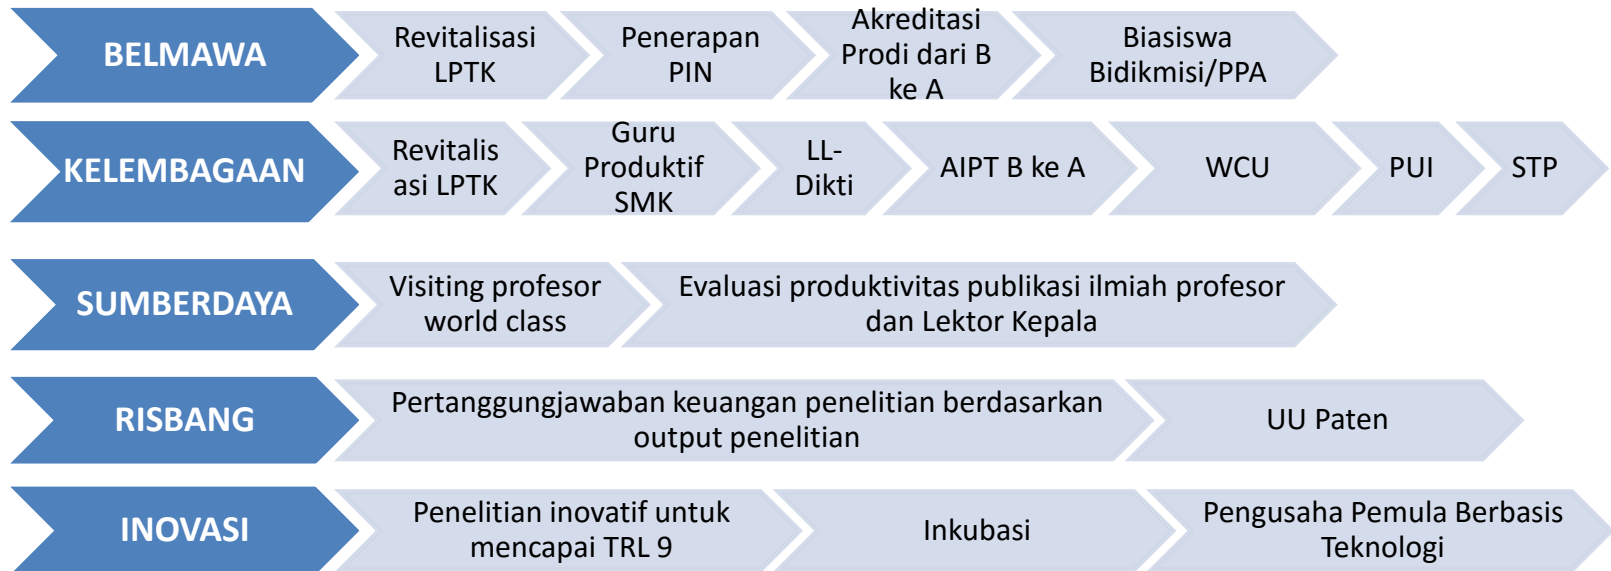 BELMAWA
Revitalisasi
LPTK
Penerapan
PIN
Akreditasi
Prodi dari B
ke A
Biasiswa
Bidikmisi/PPA
KELEMBAGAAN
Revitalis
asi LPTK
Guru
Produktif
SMK
LL-
Dikti
AIPT B ke A
WCU
PUI
STP
SUMBERDAYA
Visiting profesor
world class
Evaluasi produktivitas publikasi ilmiah profesor
dan Lektor Kepala
RISBANG
Pertanggungjawaban keuangan penelitian berdasarkan
output penelitian
UU Paten
INOVASI
Penelitian inovatif untuk
mencapai TRL 9
Inkubasi
Pengusaha Pemula Berbasis
Teknologi